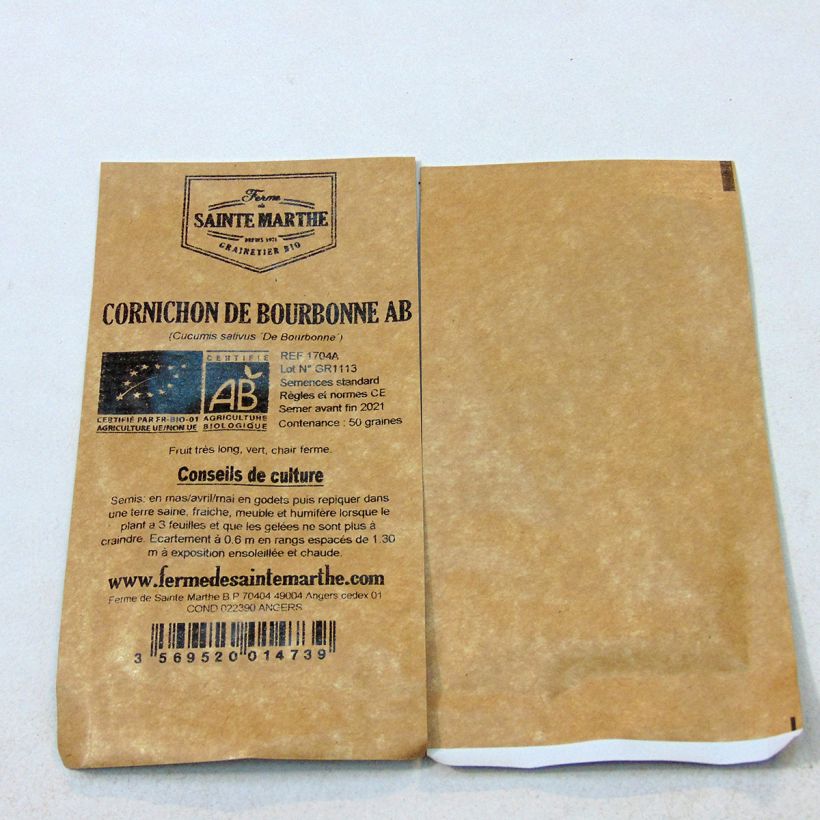 Ferme
de
SAINTE MARTHE
DEPUIS 1971
GRAINETIER BIO
CORNICHON DE BOURBONNE AB
(Cucumis sativus ´De Bourbonne´)
CERTIFIÉ
AB
AGRICULTURE
BIOLOGIQUE
CERTIFIÉ PAR FR-BIO-01
AGRICULTURE UE/NON UE
REF 1704A
Lot N° GR1113
Semences standard
Règles et normes CE
Semer avant fin 2021
Contenance : 50 graines
Fruit très long, vert, chair ferme.
Conseils de culture
Semis: en mas/avril/mai en godets puis repiquer dans
une terre saine, fraiche, meuble et humifère lorsque le
plant a 3 feuilles et que les gelées ne sont plus à
craindre. Ecartement à 0.6 m en rangs espacés de 1.30
m à exposition ensoleillée et chaude.
www.fermedesaintemarthe.com
Ferme de Sainte Marthe B.P 70404 49004 Angers cedex 01
COND 022390 ANGERS
3 569520 014739